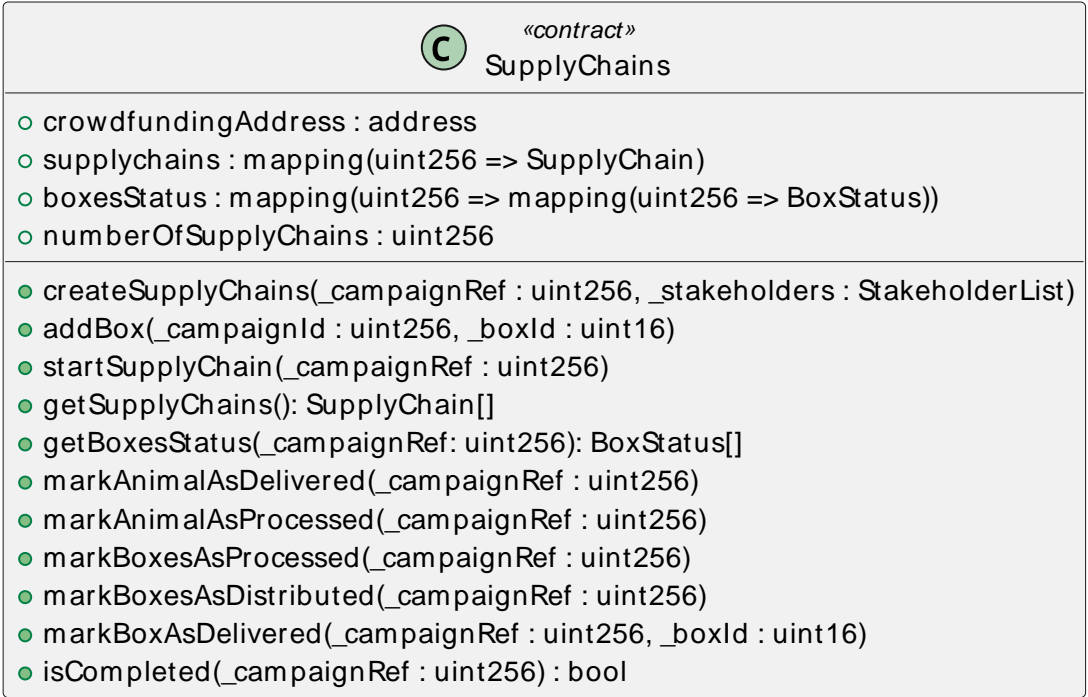 «contract»
C SupplyChains
crowdfundingAddress : address
supplychains : mapping(uint256 => SupplyChain)
boxesStatus : mapping(uint256 => mapping(uint256 => BoxStatus))
numberOfSupplyChains : uint256
createSupplyChains(_campaignRef : uint256, _stakeholders : StakeholderList)
addBox(_campaignId : uint256, _boxId : uint16)
startSupplyChain(_campaignRef : uint256)
getSupplyChains(): SupplyChain[]
getBoxesStatus(_campaignRef: uint256): BoxStatus[]
markAnimalAsDelivered(_campaignRef : uint256)
markAnimalAsProcessed(_campaignRef : uint256)
markBoxesAsProcessed(_campaignRef : uint256)
markBoxesAsDistributed(_campaignRef : uint256)
markBoxAsDelivered(_campaignRef : uint256, _boxId : uint16)
isCompleted(_campaignRef : uint256) : bool